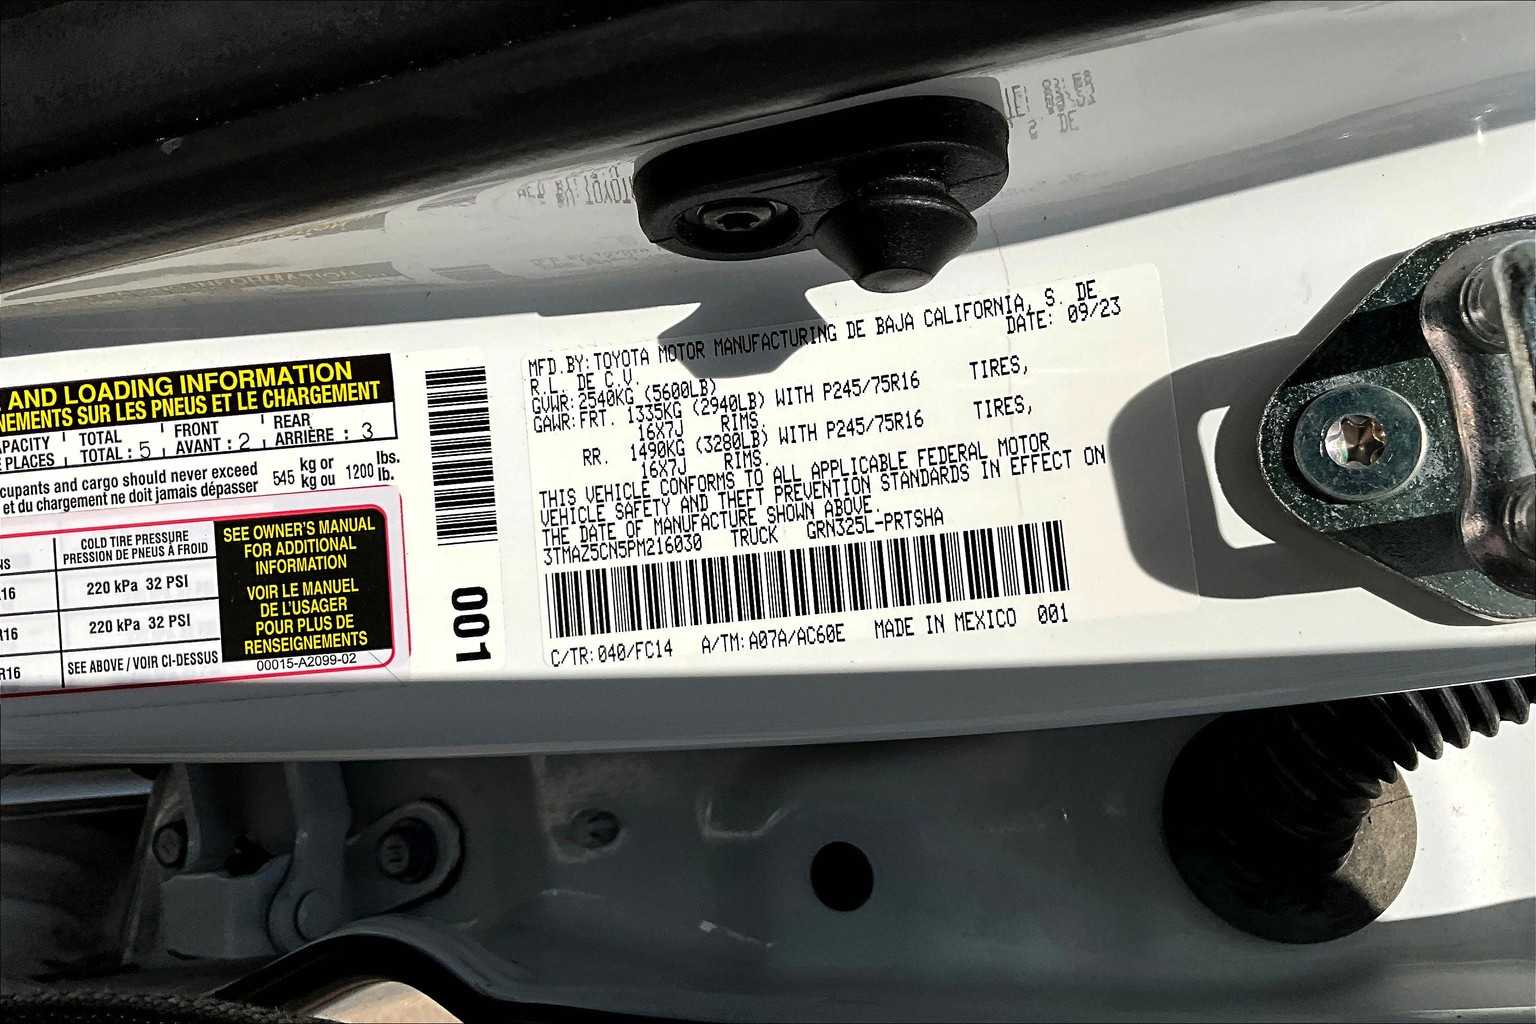 AND LOADING INFORMATION
NEMENTS SUR LES PNEUS ET LE CHARGEMENT
TOTAL
TOTAL : 5
FRONT
AVANT : 2
REAR
ARRIÈRE : 3
PLACES
and cargo should never exceed
et du chargement ne doit jamais dépasser
545 kg or
kg ou
1200 lbs.
lb.
COLD TIRE PRESSURE
PRESSION DE PNEUS À FROID
220 kPa 32 PSI
220 kPa 32 PSI
SEE ABOVE / VOIR CI-DESSUS
SEE OWNER'S MANUAL
FOR ADDITIONAL
INFORMATION
VOIR LE MANUEL
DE L'USAGER
POUR PLUS DE
RENSEIGNEMENTS
00015-A2099-02
001
MFD.BY:TOYOTA MOTOR MANUFACTURING DE BAJA CALIFORNIA, S. DE
R.L. DE C.V. DATE: 09/23
GVWR:2540KG (5600LB)
GAWR:FRT. 1335KG (2940LB) WITH P245/75R16 TIRES,
16X7J RIMS.
RR. 1490KG (3280LB) WITH P245/75R16 TIRES,
16X7J RIMS.
THIS VEHICLE CONFORMS TO ALL APPLICABLE FEDERAL MOTOR
VEHICLE SAFETY AND THEFT PREVENTION STANDARDS IN EFFECT ON
THE DATE OF MANUFACTURE SHOWN ABOVE.
3TMAZ5CN5PM216030 TRUCK GRN325L-PRTSHA
C/TR:040/FC14 A/TM:A07A/AC60E MADE IN MEXICO 001